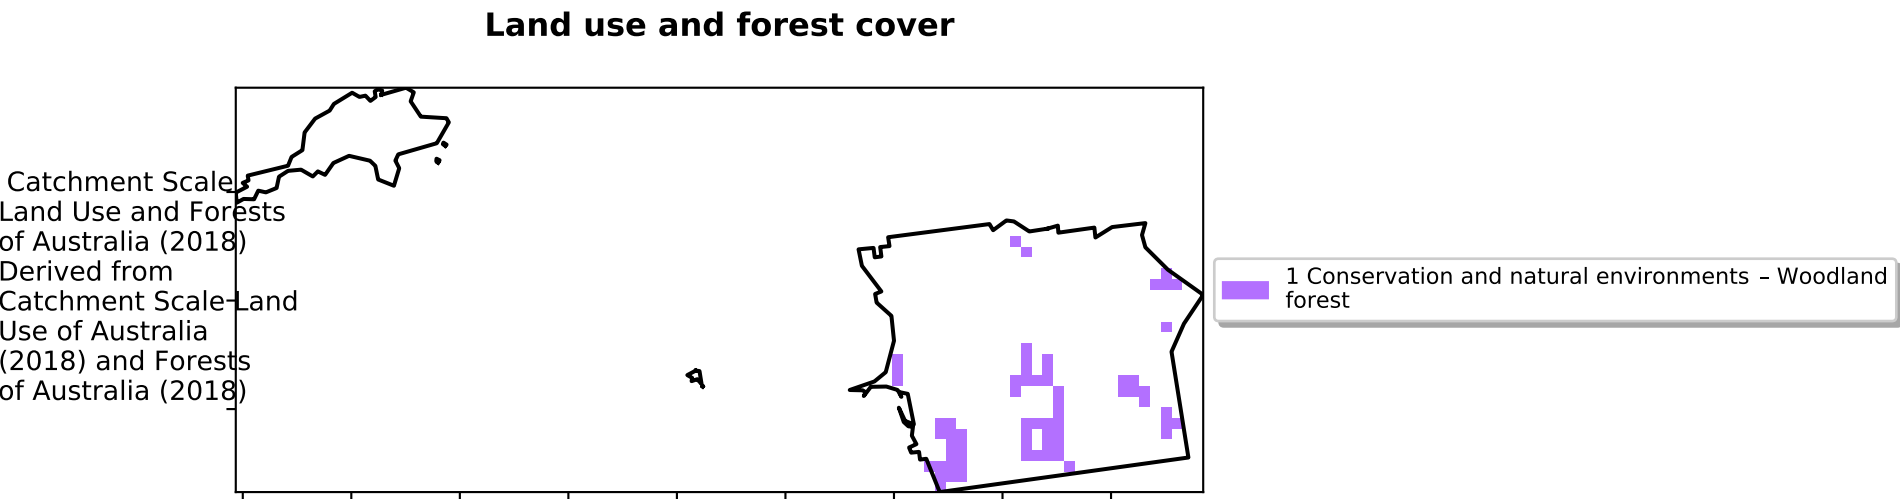 Land use and forest cover
Catchment Scale
Land Use and Forests
of Australia (2018)
Derived from
Catchment Scale Land
Use of Australia
(2018) and Forests
of Australia (2018)
1 Conservation and natural environments – Woodland
forest